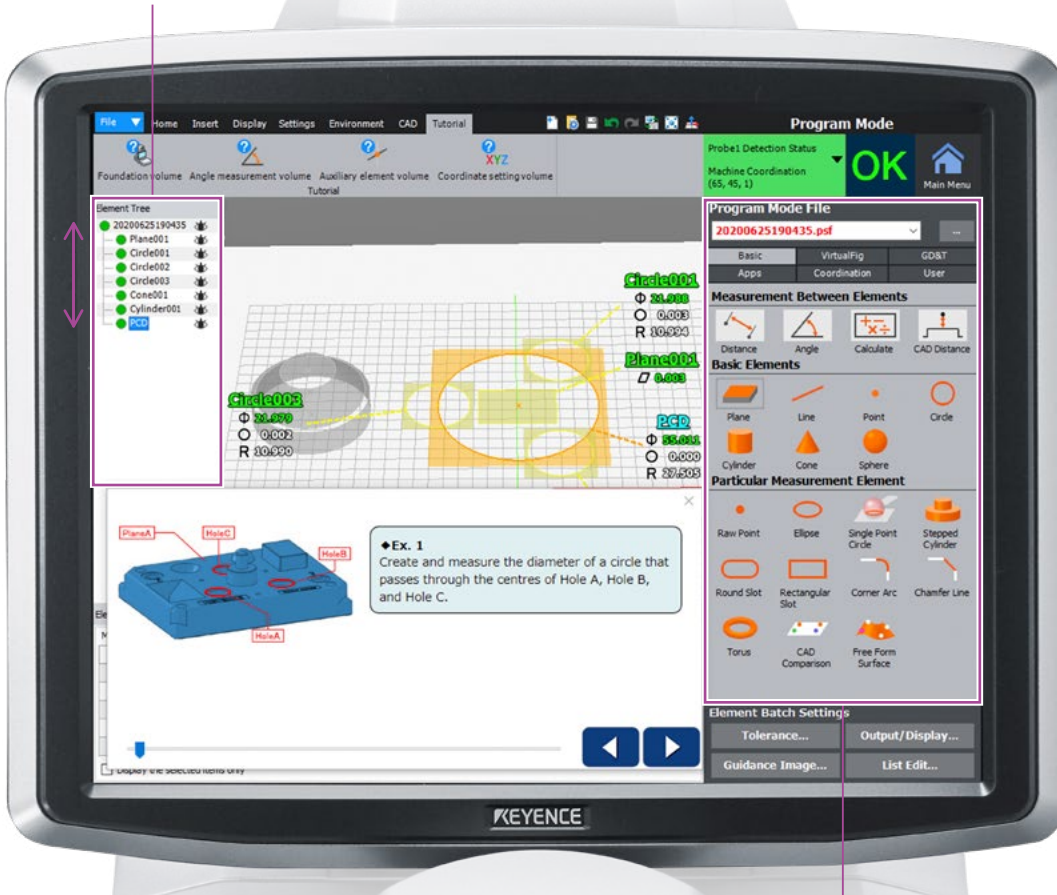 File Home Insert Display Settings Environment CAD Tutorial
Program Mode
Foundation volume Angle measurement volume Auxiliary element volume XYZ Coordinate setting volume
Tutorial
Probe1 Detection Status
Machine Coordination
(65, 45, 1)
OK
Main Menu
Element Tree
20200625190435
Plane001
Circle001
Circle002
Circle003
Cone001
Cylinder001
PCD
Circle001
Φ 21.986
0.003
R 10.994
Plane001
0.003
Circle003
Φ 21.979
0.002
R 10.990
PCD
Φ 55.011
0.000
R 27.505
PlaneA
HoleC
HoleB
HoleA
◆Ex. 1
Create and measure the diameter of a circle that
passes through the centres of Hole A, Hole B,
and Hole C.
Display the selected items only
Program Mode File
20200625190435.psf
...
Basic VirtualFig GD&T
Apps Coordination User
Measurement Between Elements
Distance Angle Calculate CAD Distance
Basic Elements
Plane Line Point Circle
Cylinder Cone Sphere
Particular Measurement Element
Raw Point Ellipse Single Point Circle Stepped Cylinder
Round Slot Rectangular Slot Corner Arc Chamfer Line
Torus CAD Comparison Free Form Surface
Element Batch Settings
Tolerance... Output/Display...
Guidance Image... List Edit...
KEYENCE